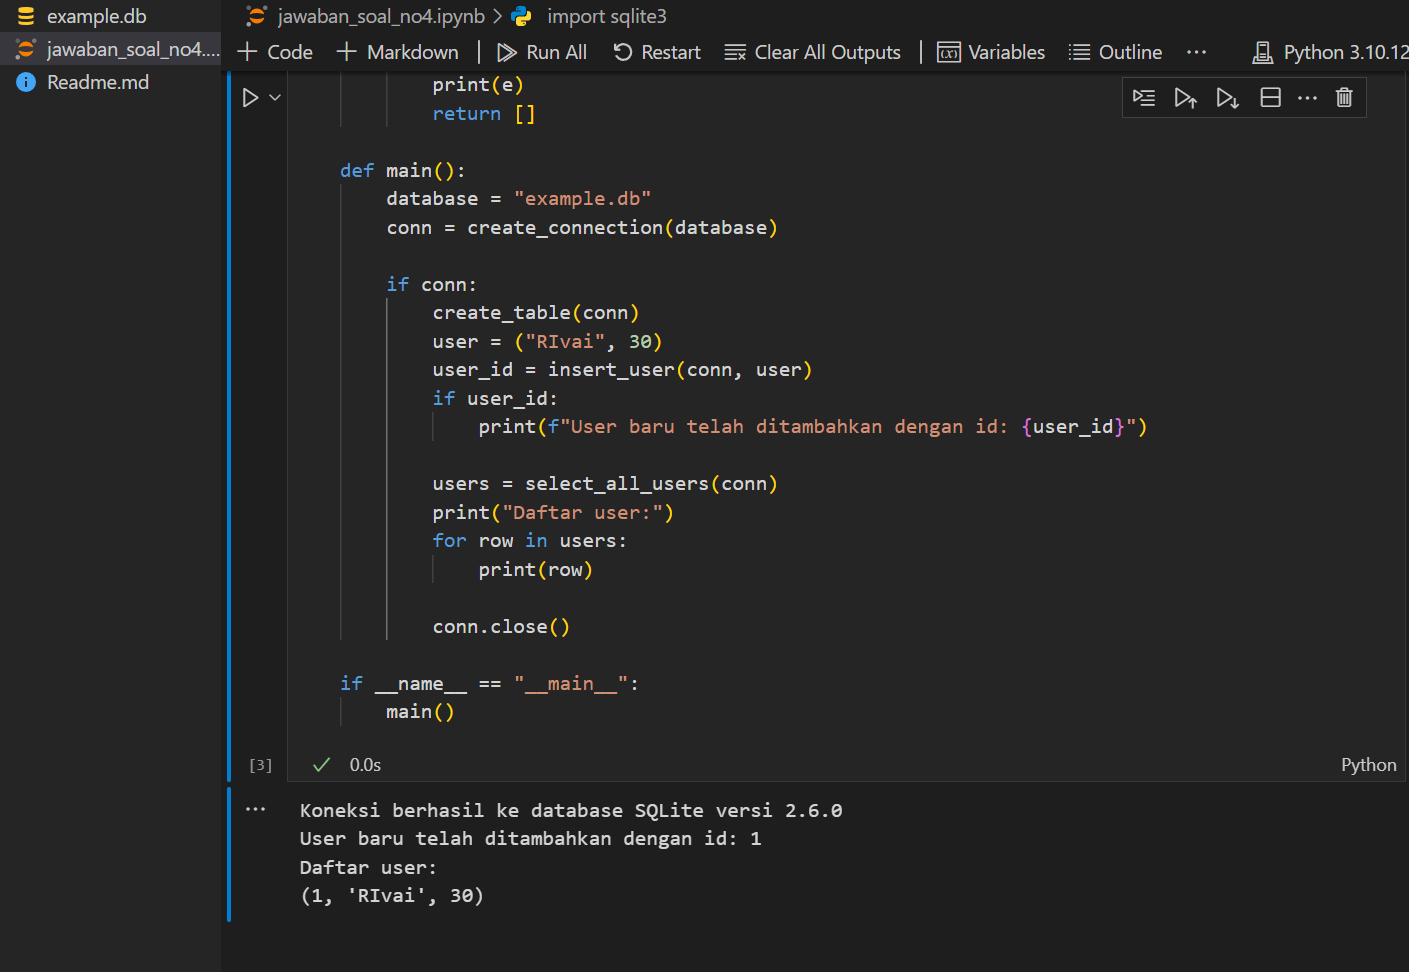 example.db
jawaban_soal_no4....
Readme.md
jawaban_soal_no4.ipynb > import sqlite3
+ Code + Markdown | Run All Restart Clear All Outputs | Variables Outline ... Python 3.10.12
            print(e)
            return []

    def main():
        database = "example.db"
        conn = create_connection(database)

        if conn:
            create_table(conn)
            user = ("RIvai", 30)
            user_id = insert_user(conn, user)
            if user_id:
                print(f"User baru telah ditambahkan dengan id: {user_id}")

            users = select_all_users(conn)
            print("Daftar user:")
            for row in users:
                print(row)

            conn.close()

    if __name__ == "__main__":
        main()
[3] 0.0s Python
... Koneksi berhasil ke database SQLite versi 2.6.0
User baru telah ditambahkan dengan id: 1
Daftar user:
(1, 'RIvai', 30)